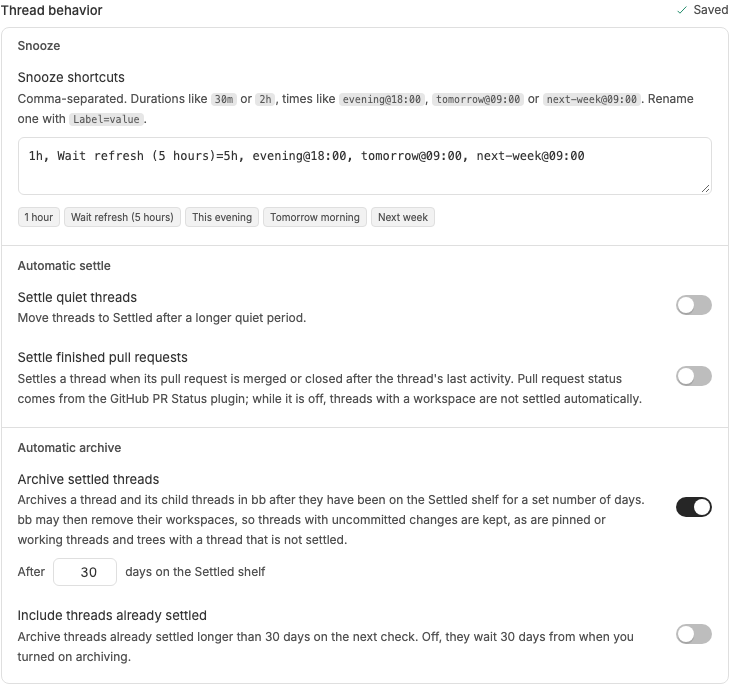 Thread behavior
Saved
Snooze
Snooze shortcuts
Comma-separated. Durations like 30m or 2h, times like evening@18:00, tomorrow@09:00 or next-week@09:00. Rename
one with Label=value.
1h, Wait refresh (5 hours)=5h, evening@18:00, tomorrow@09:00, next-week@09:00
1 hour Wait refresh (5 hours) This evening Tomorrow morning Next week
Automatic settle
Settle quiet threads
Move threads to Settled after a longer quiet period.
Settle finished pull requests
Settles a thread when its pull request is merged or closed after the thread's last activity. Pull request status
comes from the GitHub PR Status plugin; while it is off, threads with a workspace are not settled automatically.
Automatic archive
Archive settled threads
Archives a thread and its child threads in bb after they have been on the Settled shelf for a set number of days.
bb may then remove their workspaces, so threads with uncommitted changes are kept, as are pinned or
working threads and trees with a thread that is not settled.
After 30 days on the Settled shelf
Include threads already settled
Archive threads already settled longer than 30 days on the next check. Off, they wait 30 days from when you
turned on archiving.